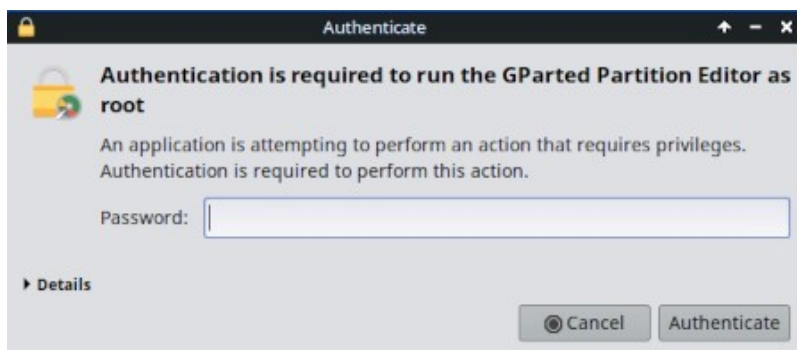 Authenticate
Authentication is required to run the GParted Partition Editor as
root
An application is attempting to perform an action that requires privileges.
Authentication is required to perform this action.
Password:
Details
Cancel Authenticate